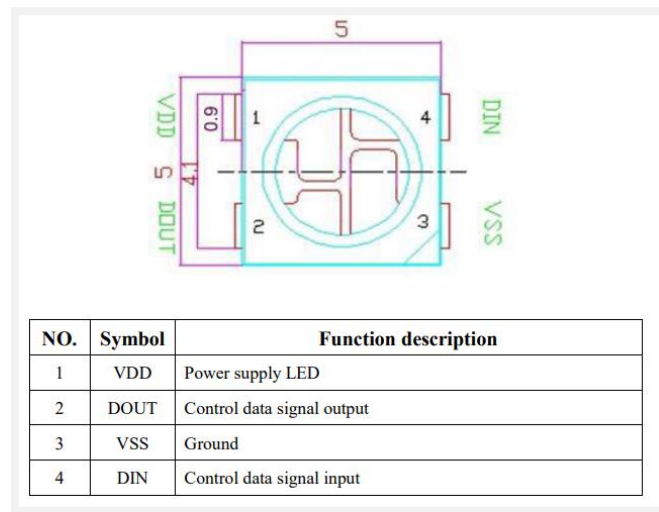 5
VDD
0.9
1
4
DIN
5
4.1
DOUT
2
3
VSS
NO. Symbol Function description
1 VDD Power supply LED
2 DOUT Control data signal output
3 VSS Ground
4 DIN Control data signal input